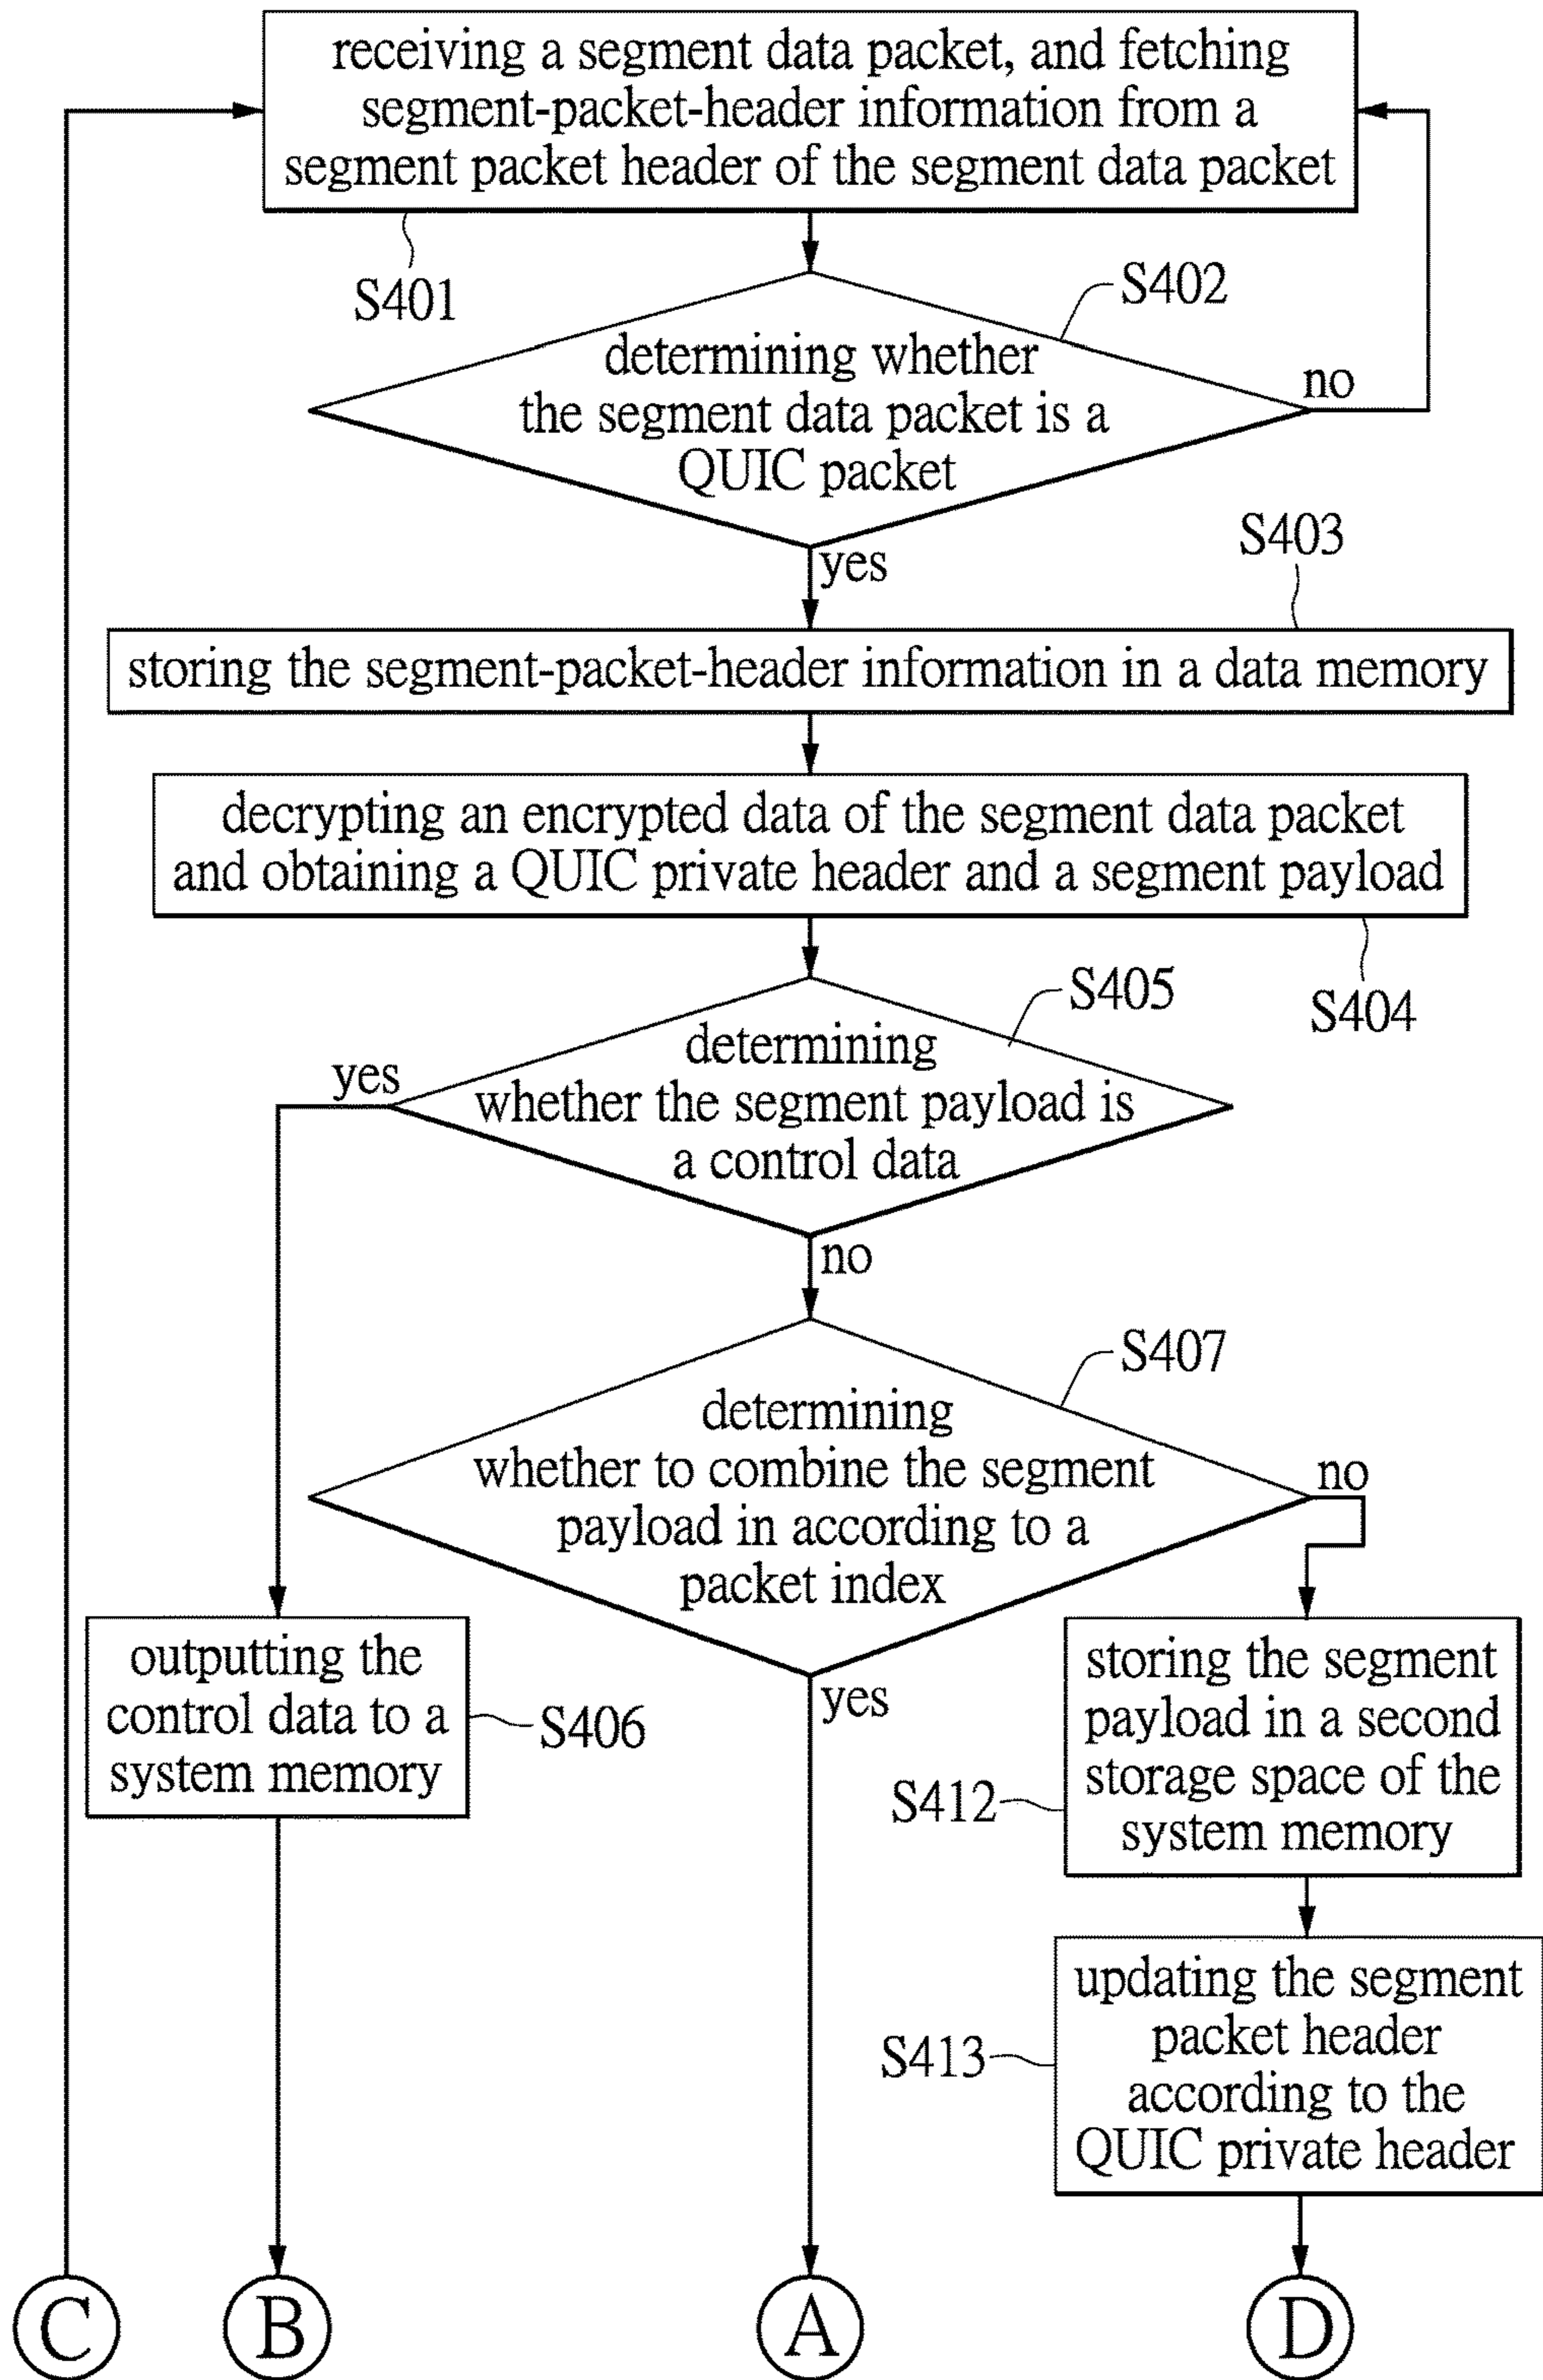 receiving a segment data packet, and fetching
segment-packet-header information from a
segment packet header of the segment data packet
S401
S402
determining whether
the segment data packet is a
QUIC packet
no
yes
S403
storing the segment-packet-header information in a data memory
decrypting an encrypted data of the segment data packet
and obtaining a QUIC private header and a segment payload
S404
S405
determining
whether the segment payload is
a control data
yes
no
S407
determining
whether to combine the segment
payload in according to a
packet index
no
yes
outputting the
control data to a
system memory
S406
storing the segment
payload in a second
storage space of the
system memory
S412
updating the segment
packet header
according to the
QUIC private header
S413
C
B
A
D